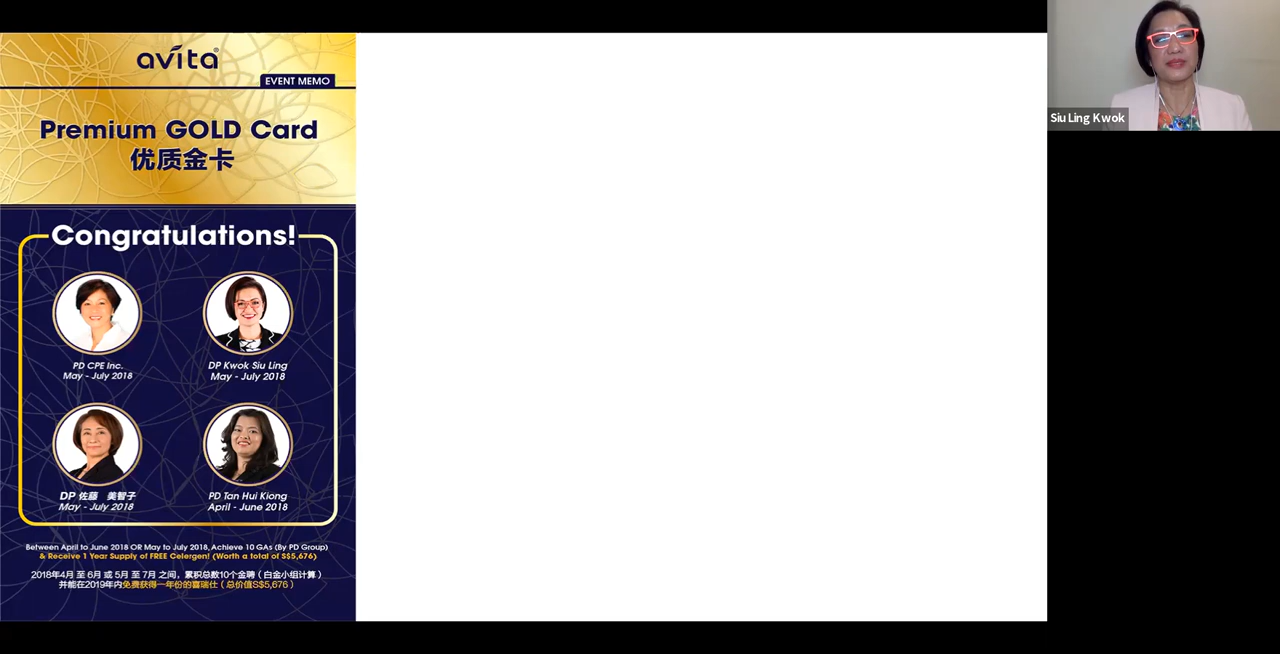 avita®
EVENT MEMO
Premium GOLD Card
优质金卡
Congratulations!
PD CPE Inc.
May - July 2018
DP Kwok Siu Ling
May - July 2018
DP 佐藤 美智子
May - July 2018
PD Tan Hui Kiong
April - June 2018
Between April to June 2018 OR May to July 2018, Achieve 10 GAs (By PD Group)
& Receive 1 Year Supply of FREE Celergen! (Worth a total of S$5,676)
2018年4月 至 6月 或 5月 至 7月 之间，累积总数10个金聘（白金小组计算）
并能在2019年内免费获得一年份的喜瑞仕（总价值S$5,676）
Siu Ling Kwok